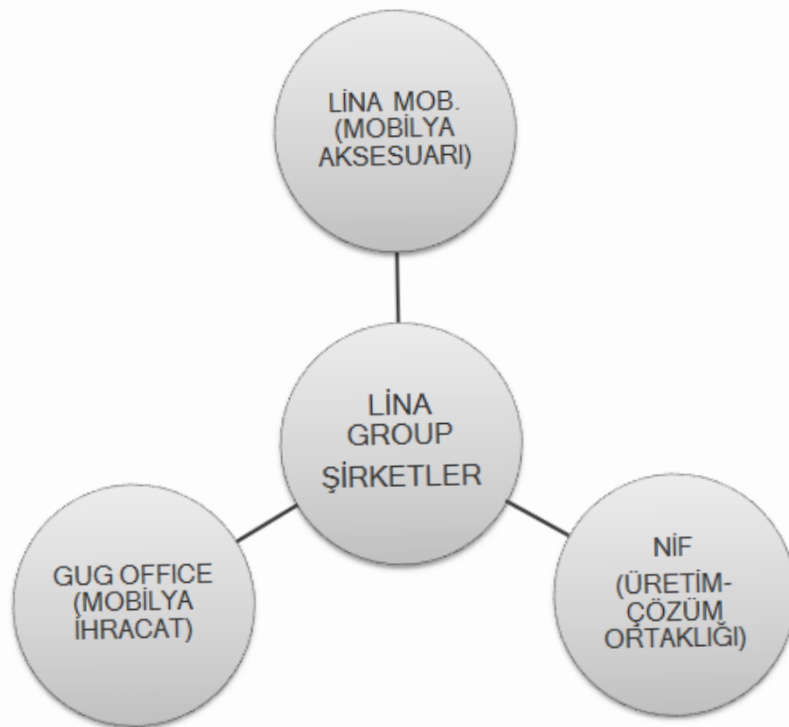 LİNA MOB.
(MOBİLYA
AKSESUARI)
LİNA
GROUP
ŞİRKETLER
GUG OFFICE
(MOBİLYA
İHRACAT)
NİF
(ÜRETİM-
ÇÖZÜM
ORTAKLIĞI)